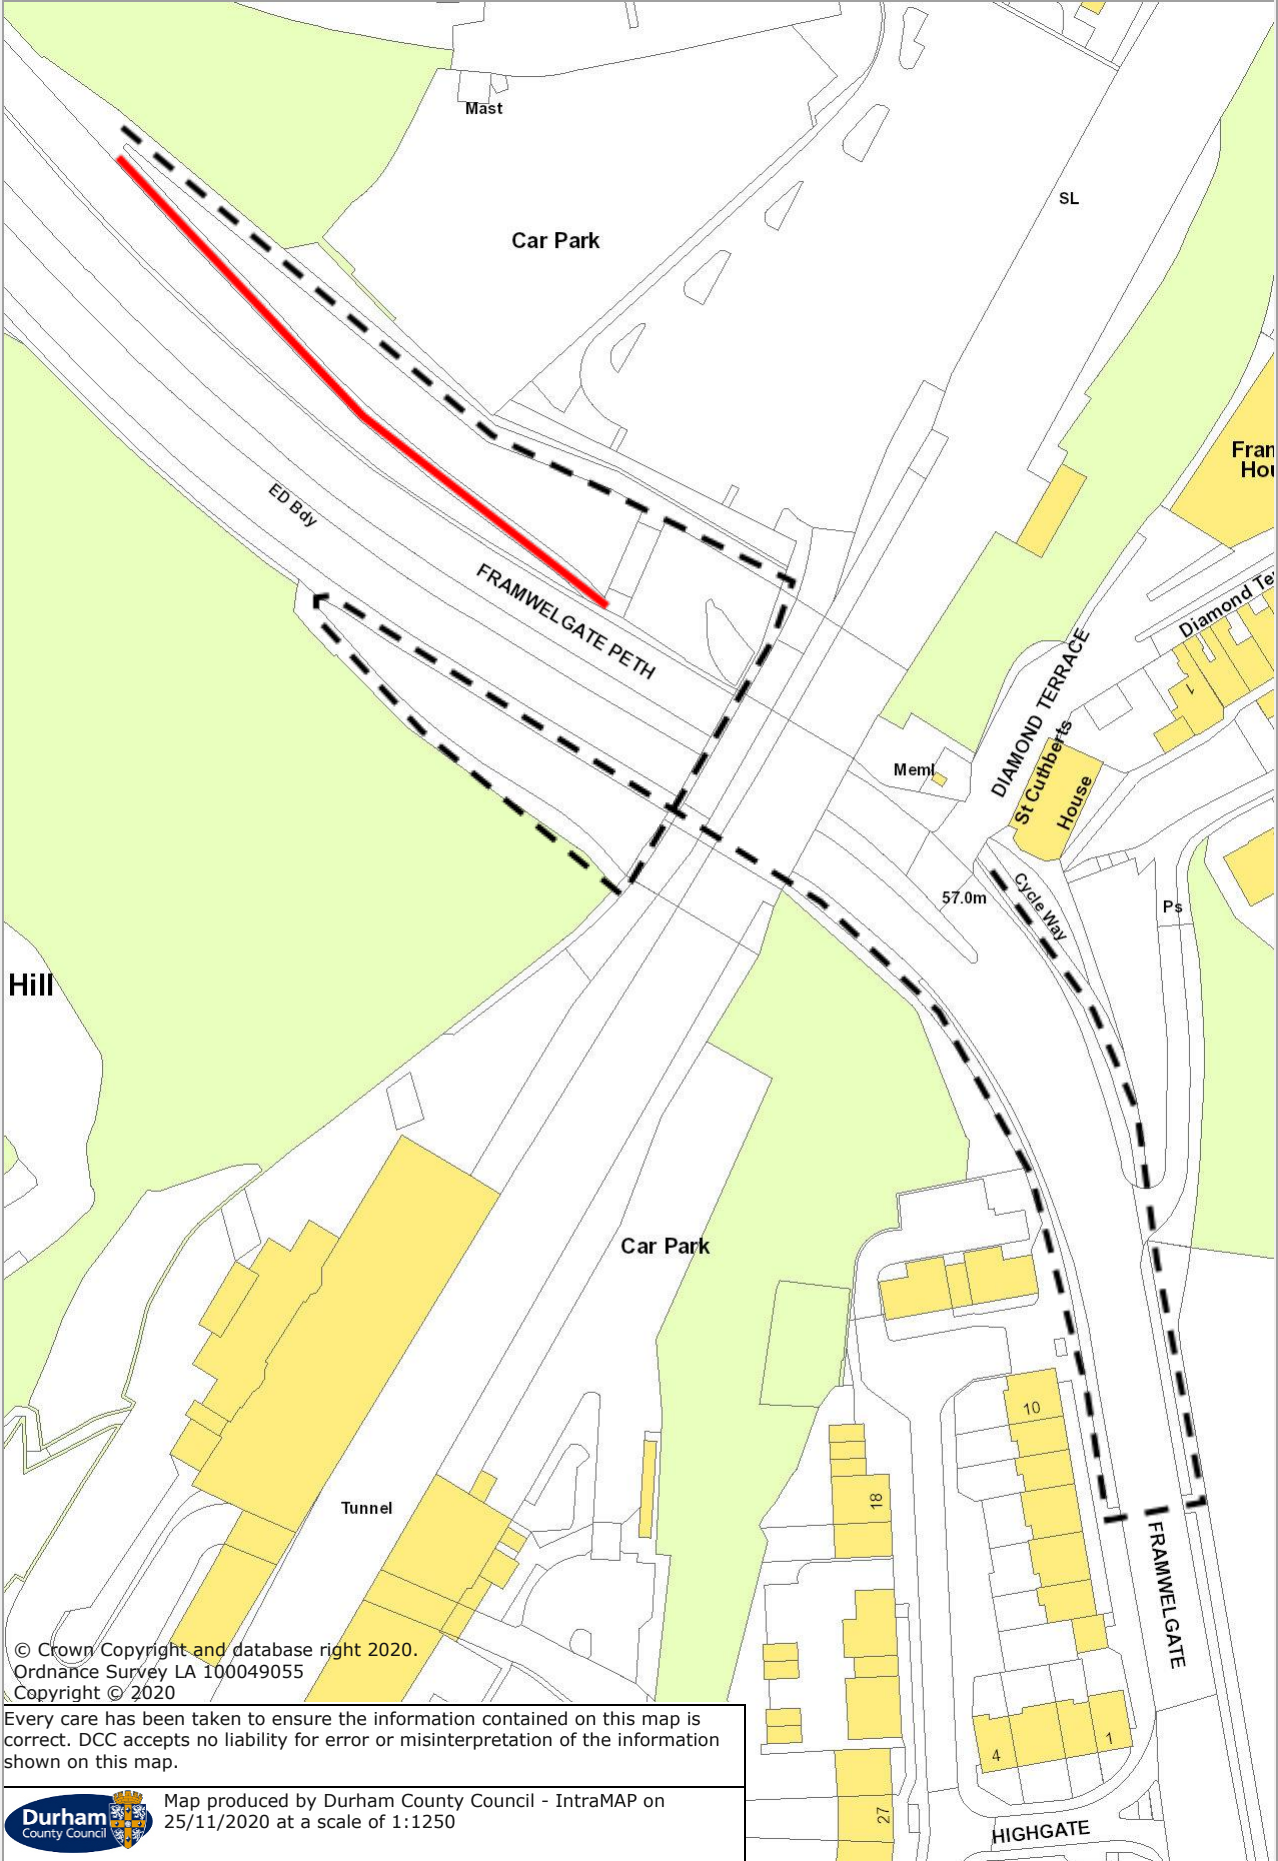 Mast
SL
Car Park
ED Bdy
FRAMWELGATE PETH
Diamond Te
1
DIAMOND TERRACE
St Cuthberts
House
Meml
57.0m
Cycle Way
Ps
Hill
Car Park
10
18
Tunnel
FRAMWELGATE
4
1
27
HIGHGATE
© Crown Copyright and database right 2020.
Ordnance Survey LA 100049055
Copyright © 2020
Every care has been taken to ensure the information contained on this map is
correct. DCC accepts no liability for error or misinterpretation of the information
shown on this map.
Durham
County Council
Map produced by Durham County Council - IntraMAP on
25/11/2020 at a scale of 1:1250